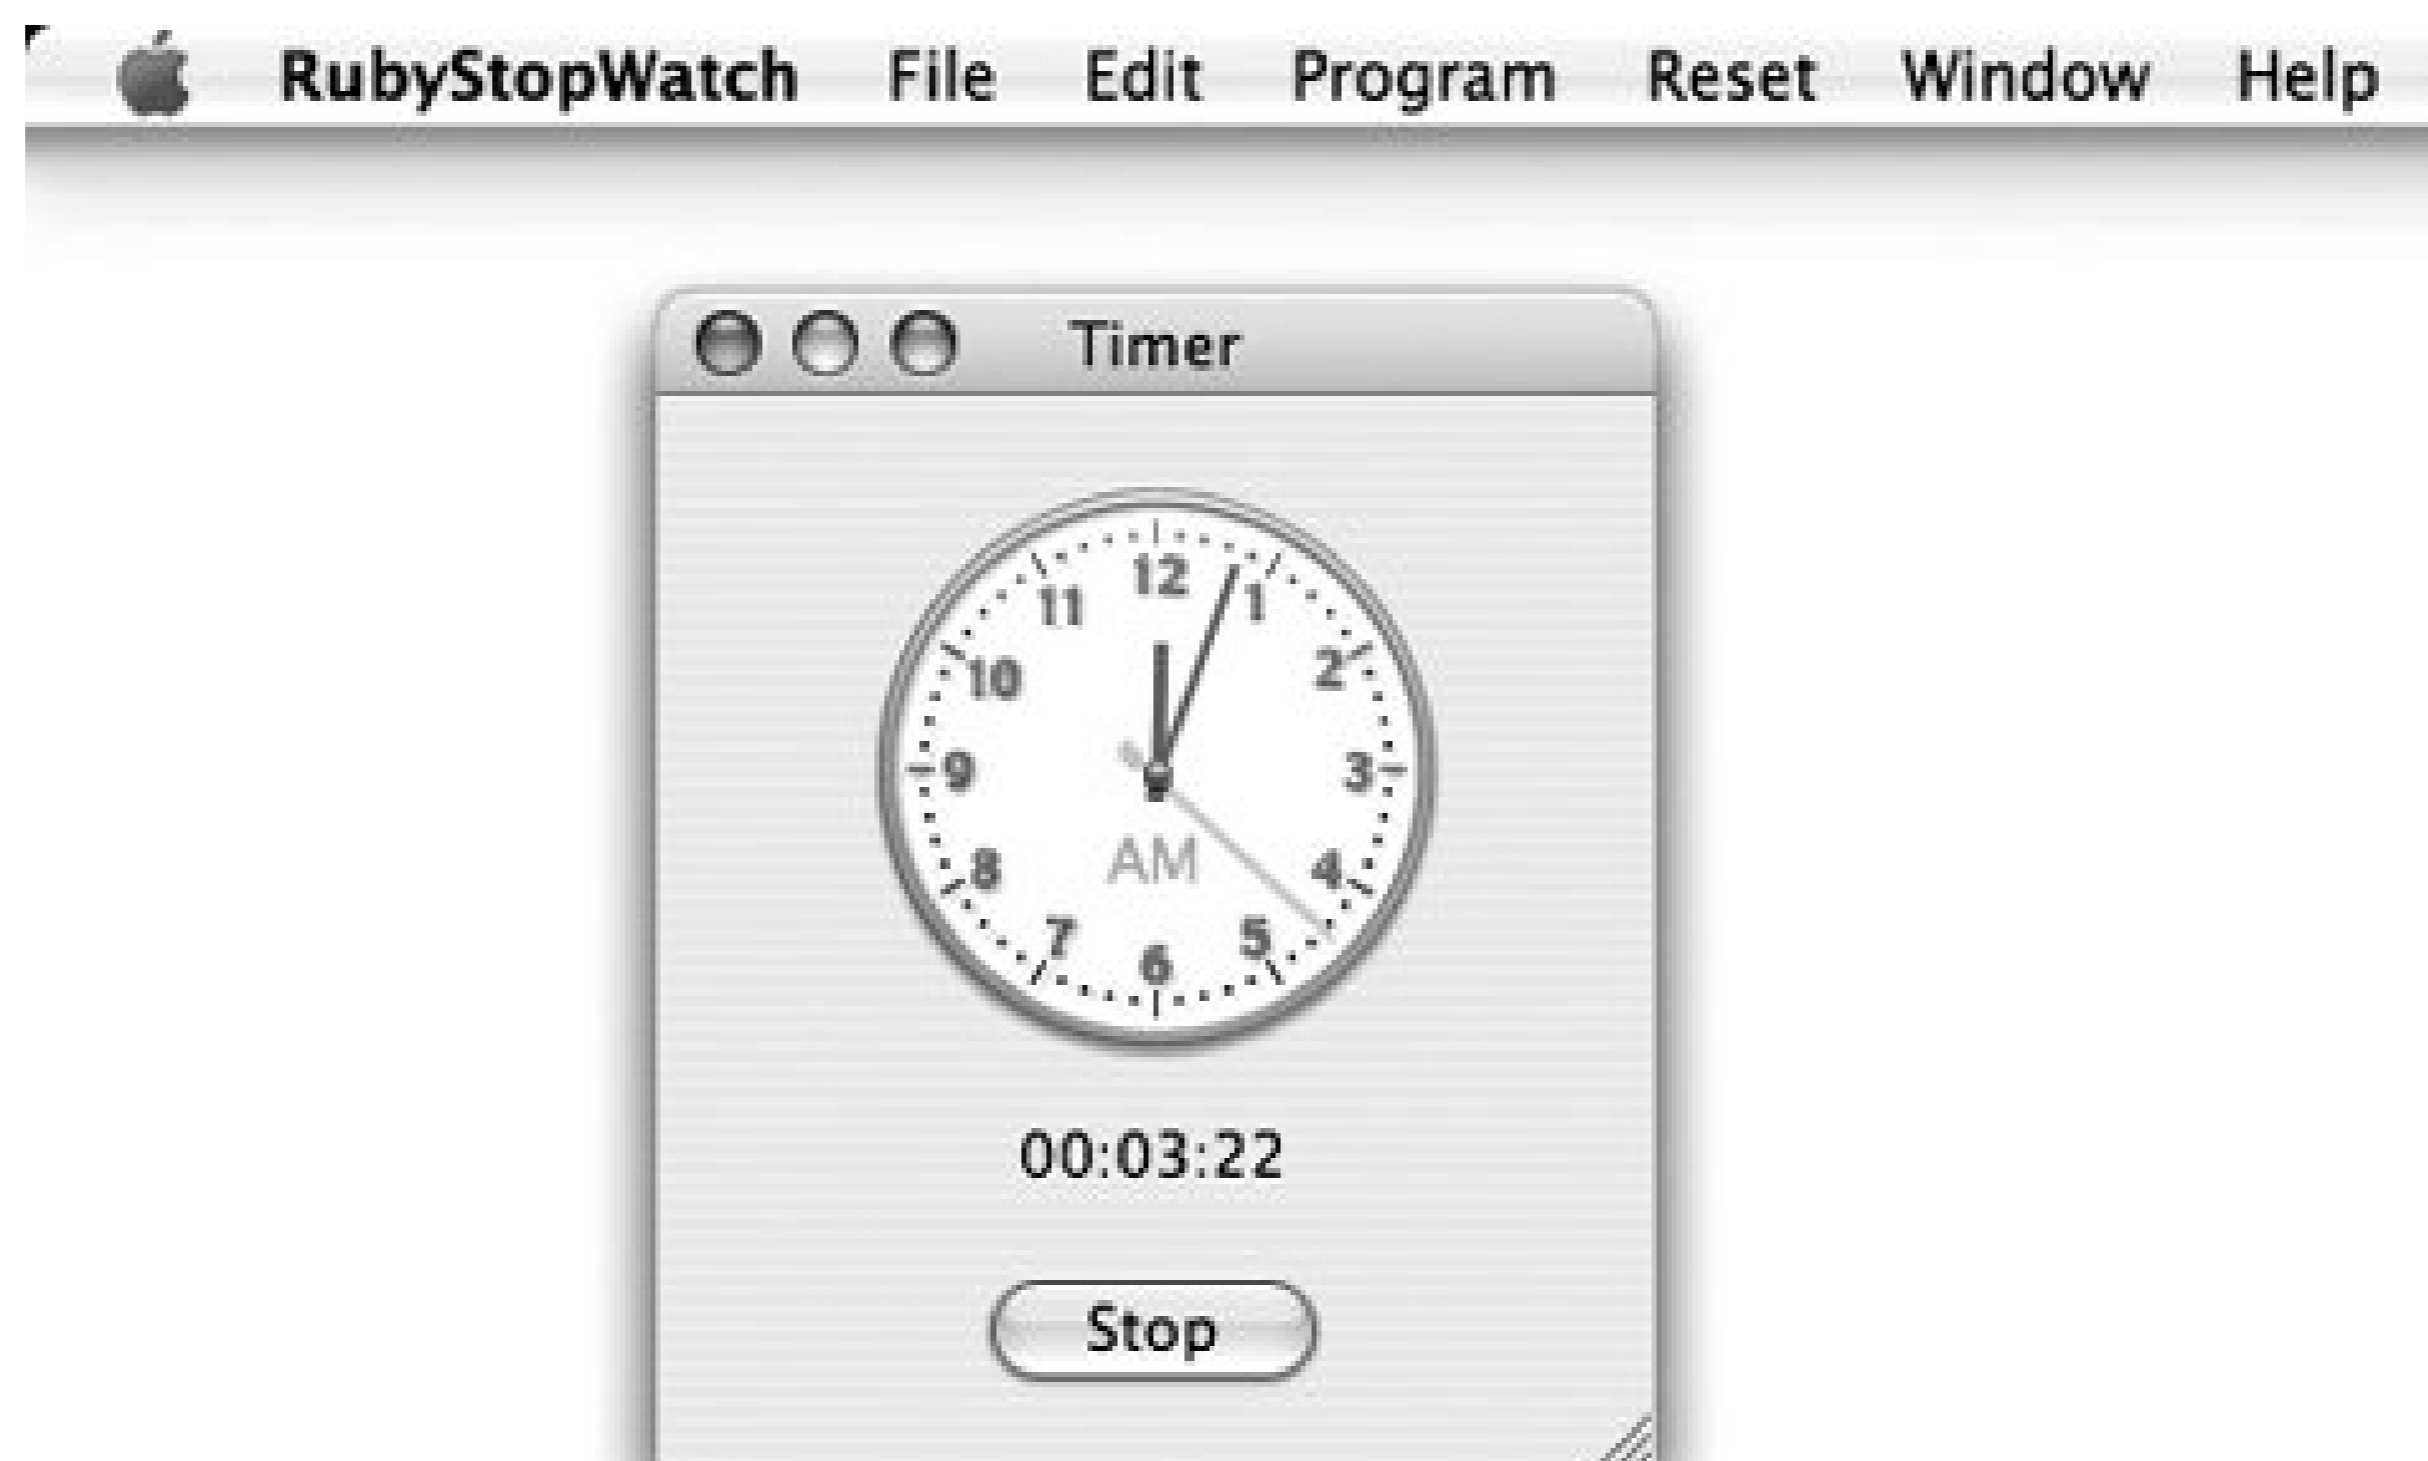 RubyStopWatch File Edit Program Reset Window Help
Timer
12
11 1
10 2
9 3
AM
8 4
7 5
6
00:03:22
Stop